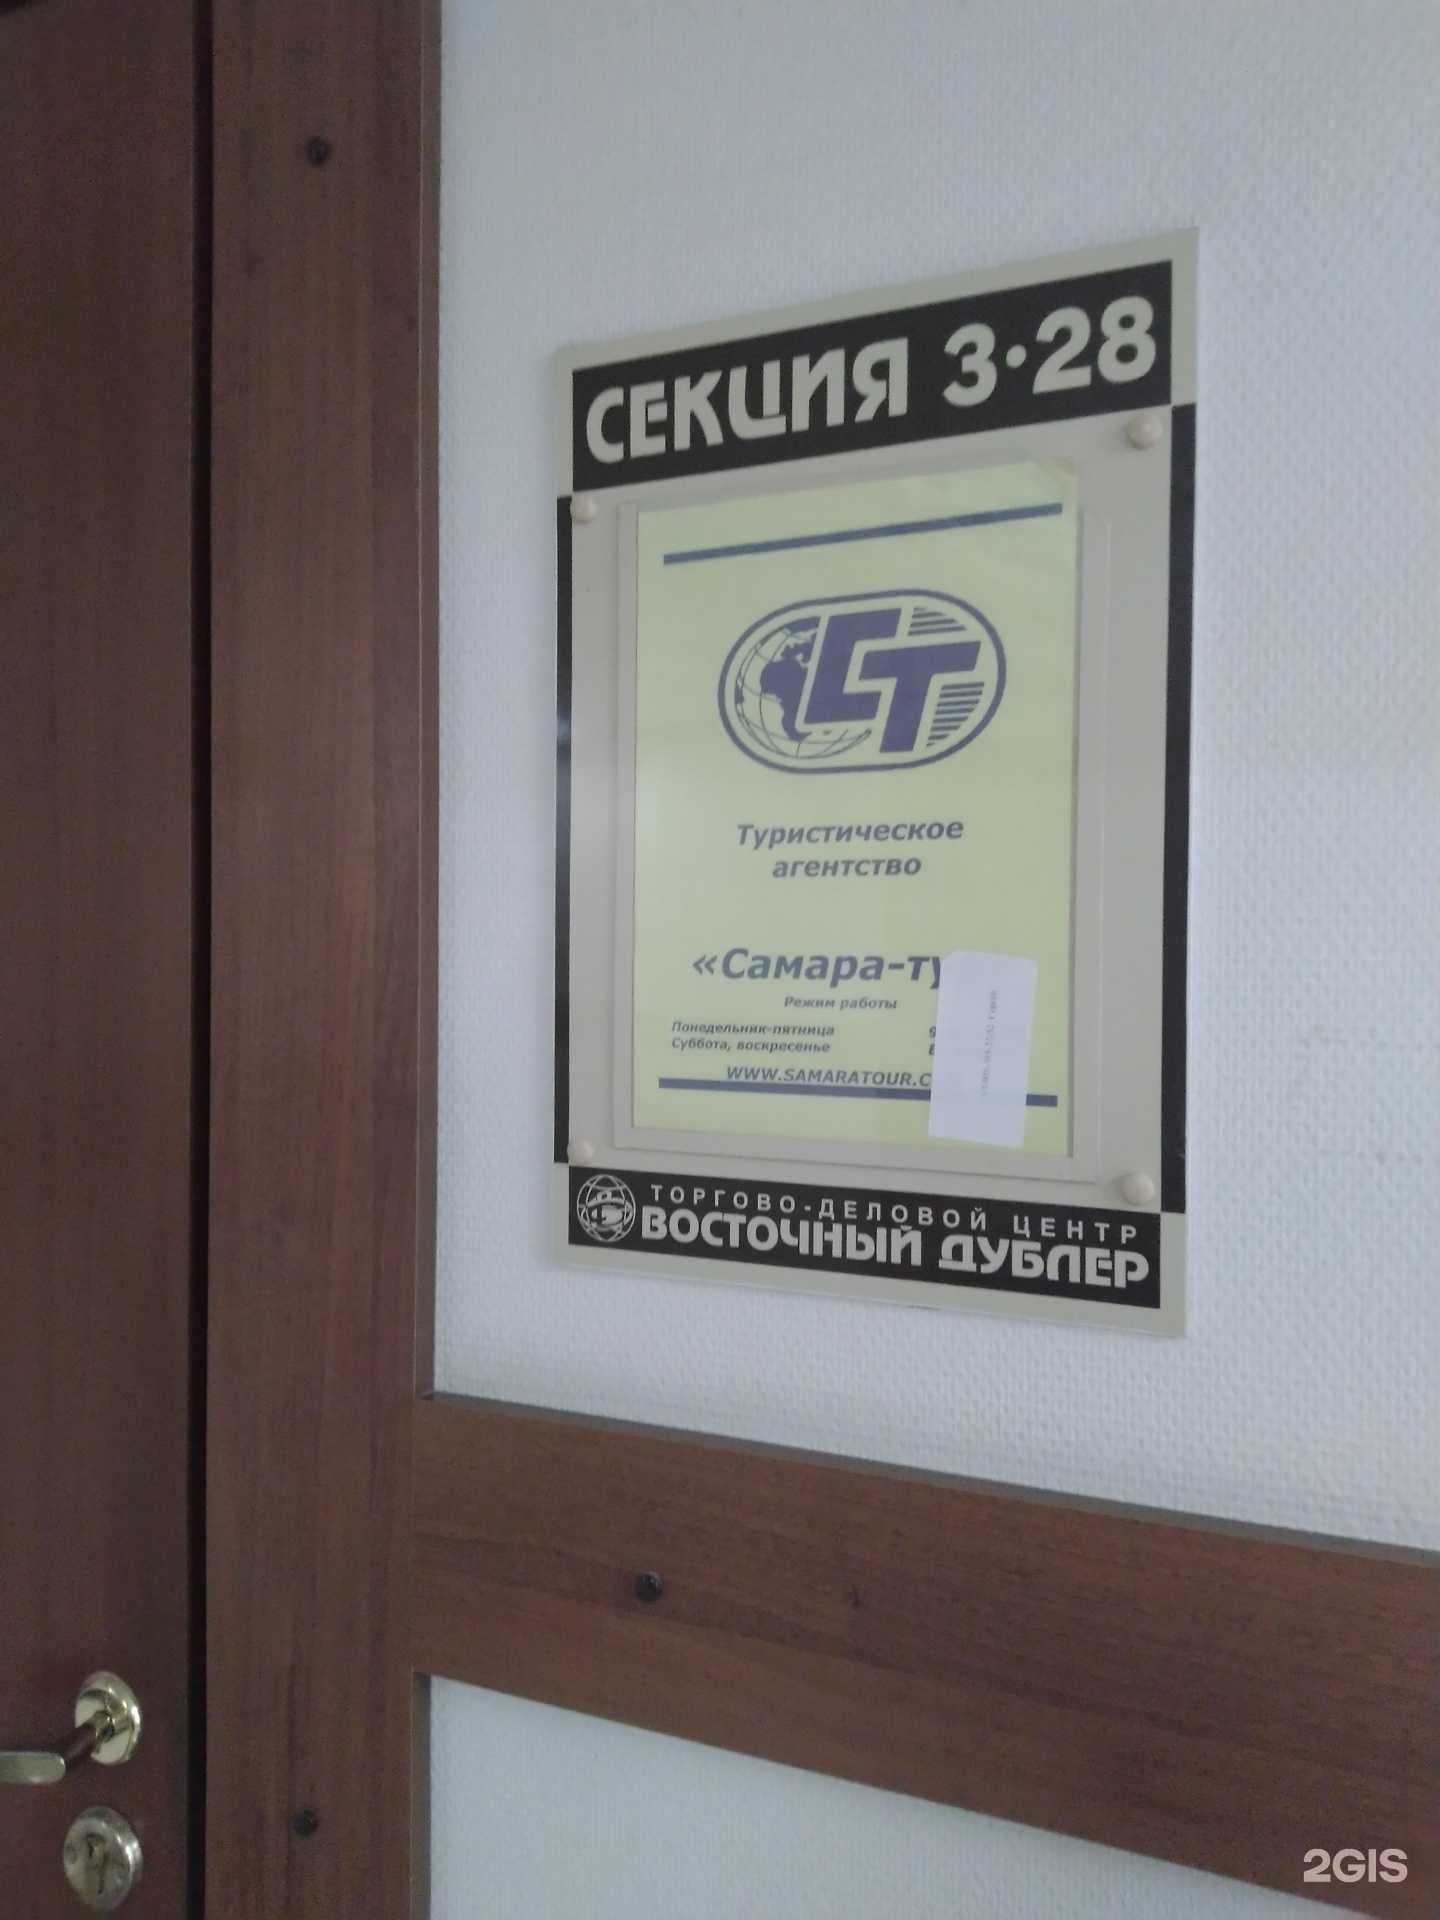 СЕКЦИЯ 3·28
СТ
Туристическое
агентство
«Самара-ту
Режим работы
Понедельник-пятница 9
Суббота, воскресенье
WWW.SAMARATOUR.C
ТОРГОВО-ДЕЛОВОЙ ЦЕНТР
ВОСТОЧНЫЙ ДУБЛЕР
2GIS